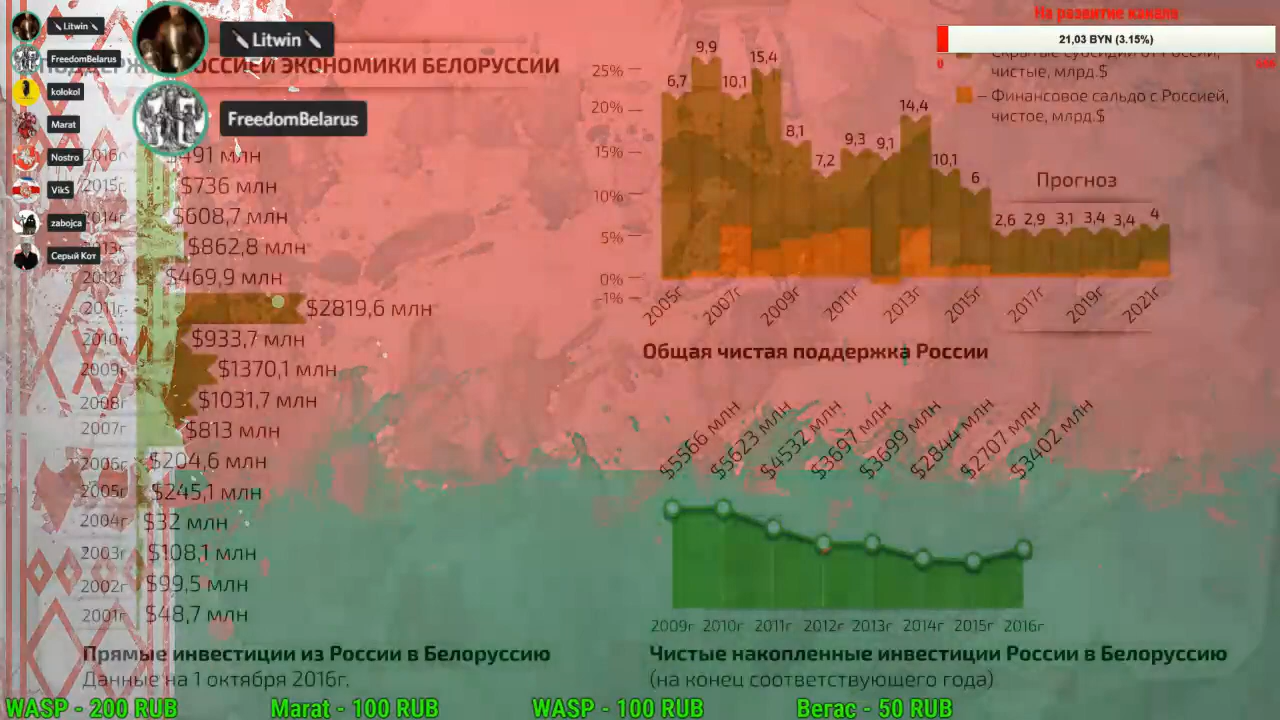 Litwin
FreedomBelarus
kolokol
Marat
Nostro
VikS
zabojca
Серый Кот
Litwin
FreedomBelarus
РОССИЕЙ ЭКОНОМИКИ БЕЛОРУССИИ
2016г $491 млн
2015г $736 млн
2014г $608,7 млн
$862,8 млн
2012г $469,9 млн
2011г $2819,6 млн
2010г $933,7 млн
2009г $1370,1 млн
2008г $1031,7 млн
2007г $813 млн
2006г $204,6 млн
2005г $245,1 млн
2004г $32 млн
2003г $108,1 млн
2002г $99,5 млн
2001г $48,7 млн
Прямые инвестиции из России в Белоруссию
Данные на 1 октября 2016г.
На развитие канала
21,03 BYN (3.15%)
0
чистые, млрд.$
– Финансовое сальдо с Россией,
чистое, млрд.$
25%
20%
15%
10%
5%
0%
-1%
6,7 9,9 10,1 15,4 8,1 7,2 9,3 9,1 14,4 10,1 6
Прогноз
2,6 2,9 3,1 3,4 3,4 4
2005г 2007г 2009г 2011г 2013г 2015г 2017г 2019г 2021г
Общая чистая поддержка России
$5566 млн $5623 млн $4532 млн $3697 млн $3699 млн $2844 млн $2707 млн $3402 млн
2009г 2010г 2011г 2012г 2013г 2014г 2015г 2016г
Чистые накопленные инвестиции России в Белоруссию
(на конец соответствующего года)
WASP - 200 RUB Marat - 100 RUB WASP - 100 RUB Вегас - 50 RUB